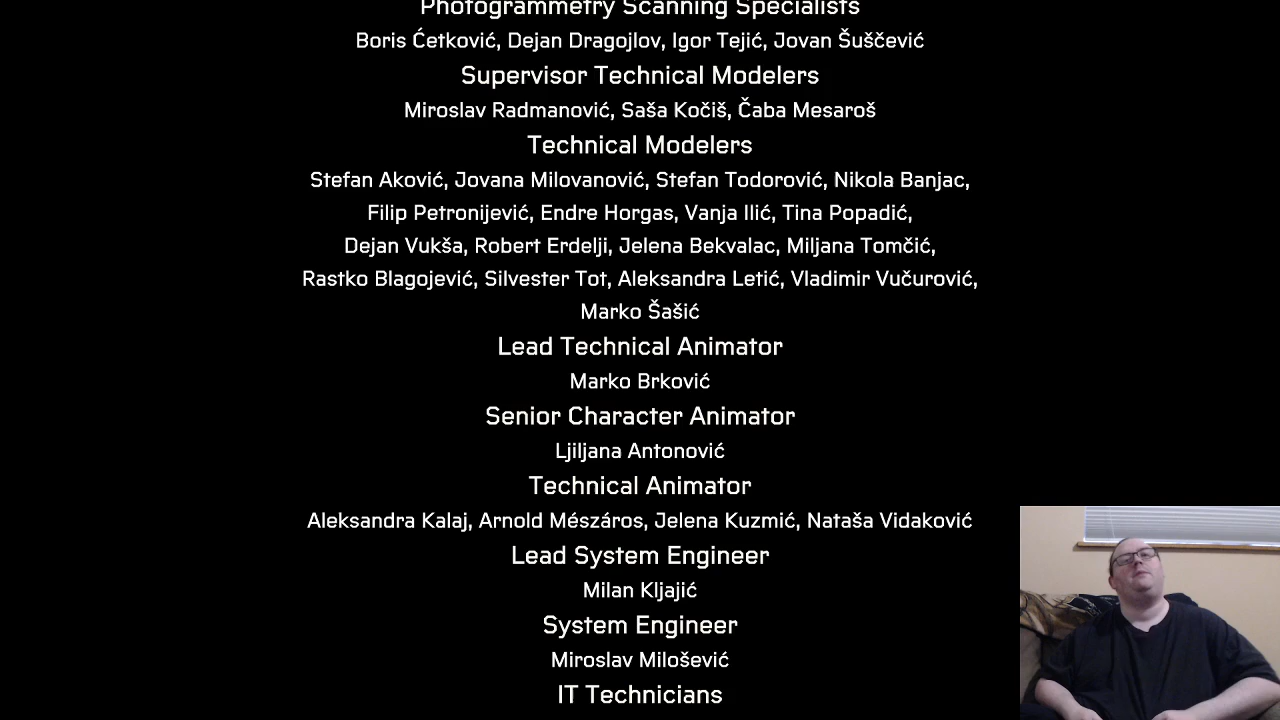 Photogrammetry Scanning Specialists
Boris Ćetković, Dejan Dragojlov, Igor Tejić, Jovan Šuščević
Supervisor Technical Modelers
Miroslav Radmanović, Saša Kočiš, Čaba Mesaroš
Technical Modelers
Stefan Aković, Jovana Milovanović, Stefan Todorović, Nikola Banjac,
Filip Petronijević, Endre Horgas, Vanja Ilić, Tina Popadić,
Dejan Vukša, Robert Erdelji, Jelena Bekvalac, Miljana Tomčić,
Rastko Blagojević, Silvester Tot, Aleksandra Letić, Vladimir Vučurović,
Marko Šašić
Lead Technical Animator
Marko Brković
Senior Character Animator
Ljiljana Antonović
Technical Animator
Aleksandra Kalaj, Arnold Mészáros, Jelena Kuzmić, Nataša Vidaković
Lead System Engineer
Milan Kljajić
System Engineer
Miroslav Milošević
IT Technicians